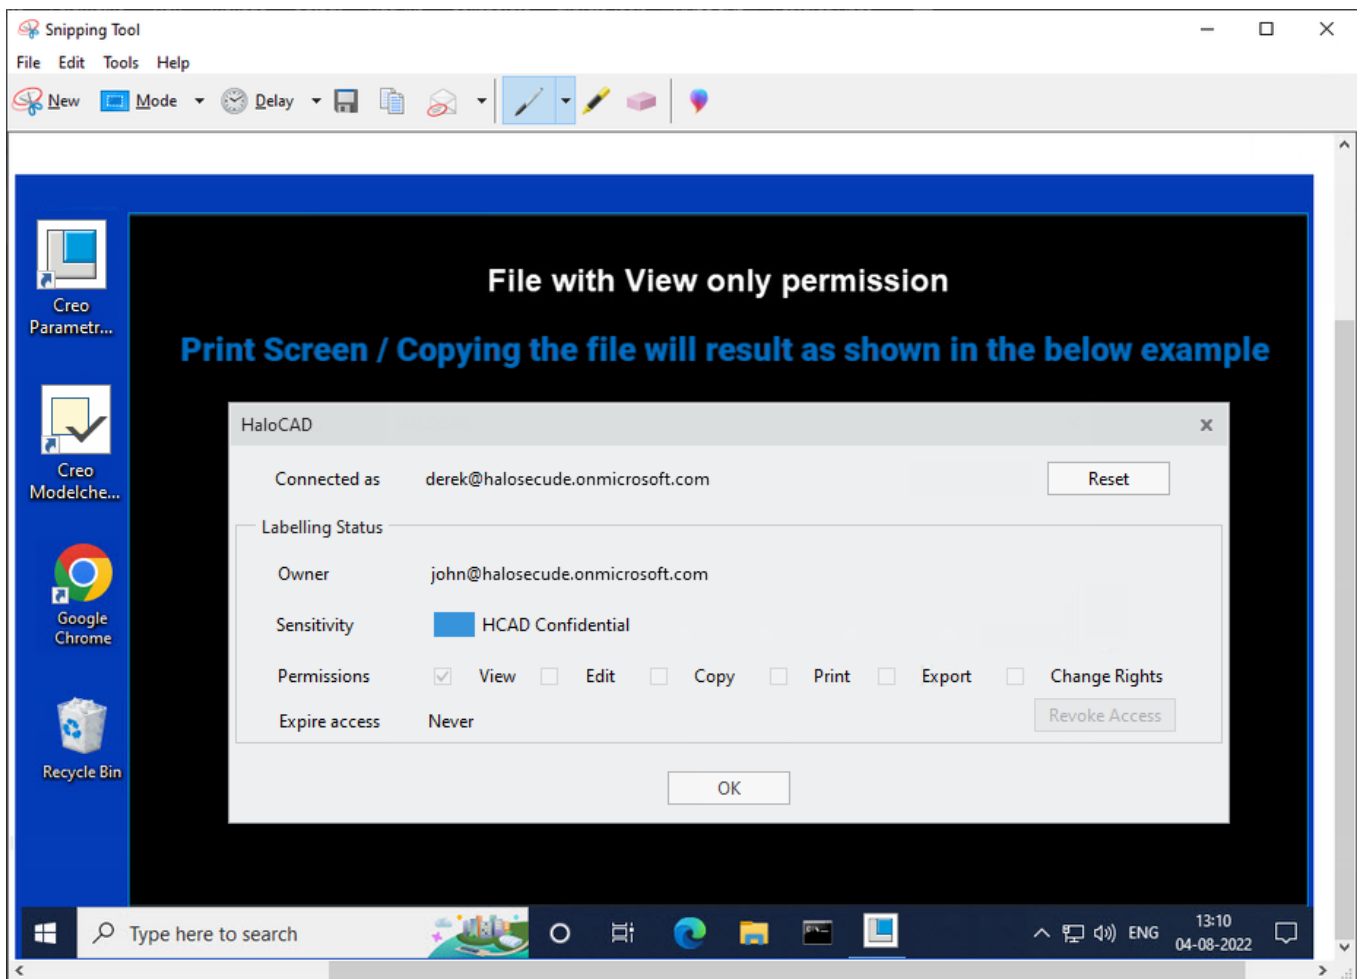 Snipping Tool
File Edit Tools Help
New Mode Delay
Creo
Parametr...
Creo
Modelche...
Google
Chrome
Recycle Bin
File with View only permission
Print Screen / Copying the file will result as shown in the below example
HaloCAD x
Connected as derek@halosecude.onmicrosoft.com Reset
Labelling Status
Owner john@halosecude.onmicrosoft.com
Sensitivity HCAD Confidential
Permissions View Edit Copy Print Export Change Rights
Expire access Never Revoke Access
OK
Type here to search
ENG
13:10
04-08-2022